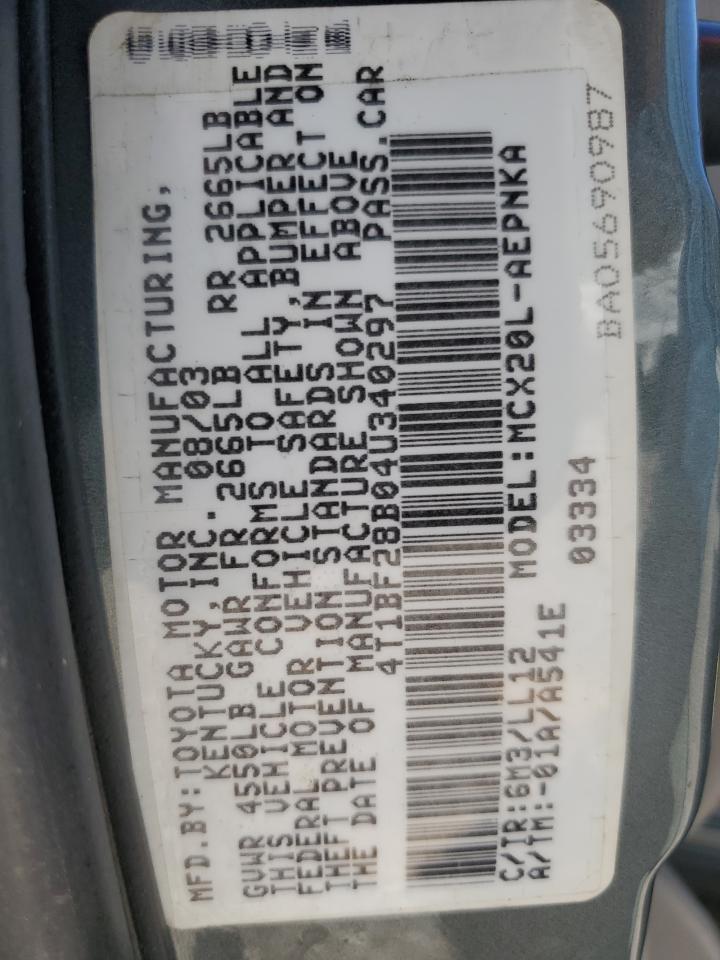 MFD.BY:TOYOTA MOTOR MANUFACTURING,
KENTUCKY, INC. 08/03
GVWR 4550LB GAWR FR 2665LB RR 2665LB
THIS VEHICLE CONFORMS TO ALL APPLICABLE
FEDERAL MOTOR VEHICLE SAFETY, BUMPER AND
THEFT PREVENTION STANDARDS IN EFFECT ON
THE DATE OF MANUFACTURE SHOWN ABOVE
4T1BF28B04U340297 PASS.CAR
C/TR:6M3/LL12 MODEL:MCX20L-AEPNKA
A/TM:-01A/A541E 03334
BA05690987